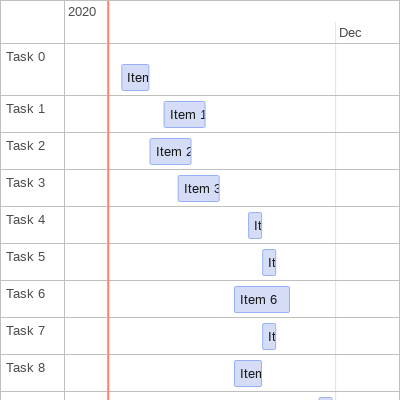 2020
Dec
Task 0
Item
Task 1
Item 1
Task 2
Item 2
Task 3
Item 3
Task 4
It
Task 5
It
Task 6
Item 6
Task 7
It
Task 8
Item